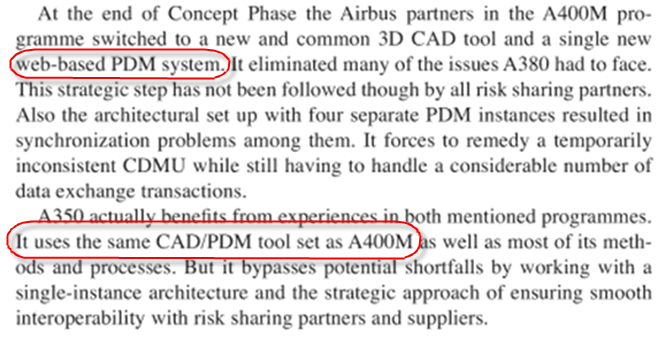 At the end of Concept Phase the Airbus partners in the A400M pro-
gramme switched to a new and common 3D CAD tool and a single new
web-based PDM system. It eliminated many of the issues A380 had to face.
This strategic step has not been followed though by all risk sharing partners.
Also the architectural set up with four separate PDM instances resulted in
synchronization problems among them. It forces to remedy a temporarily
inconsistent CDMU while still having to handle a considerable number of
data exchange transactions.
A350 actually benefits from experiences in both mentioned programmes.
It uses the same CAD/PDM tool set as A400M as well as most of its meth-
ods and processes. But it bypasses potential shortfalls by working with a
single-instance architecture and the strategic approach of ensuring smooth
interoperability with risk sharing partners and suppliers.